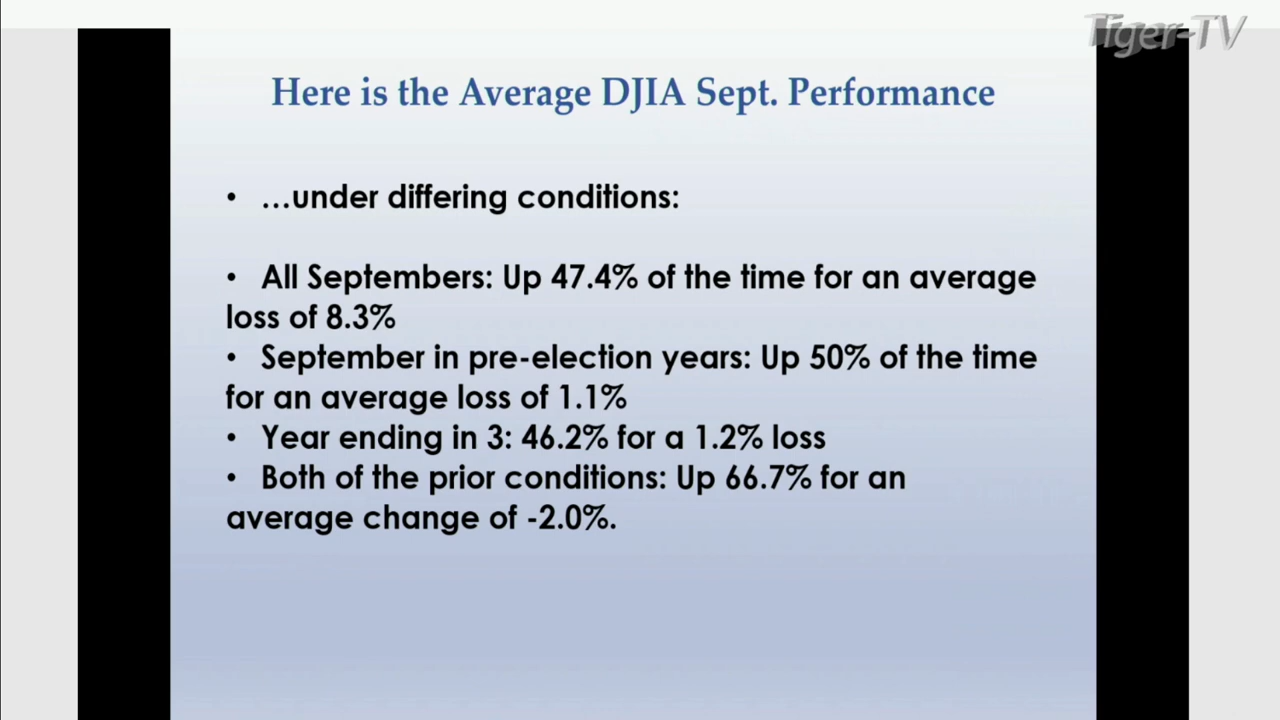 Tiger-TV
Here is the Average DJIA Sept. Performance
• …under differing conditions:
• All Septembers: Up 47.4% of the time for an average
loss of 8.3%
• September in pre-election years: Up 50% of the time
for an average loss of 1.1%
• Year ending in 3: 46.2% for a 1.2% loss
• Both of the prior conditions: Up 66.7% for an
average change of -2.0%.